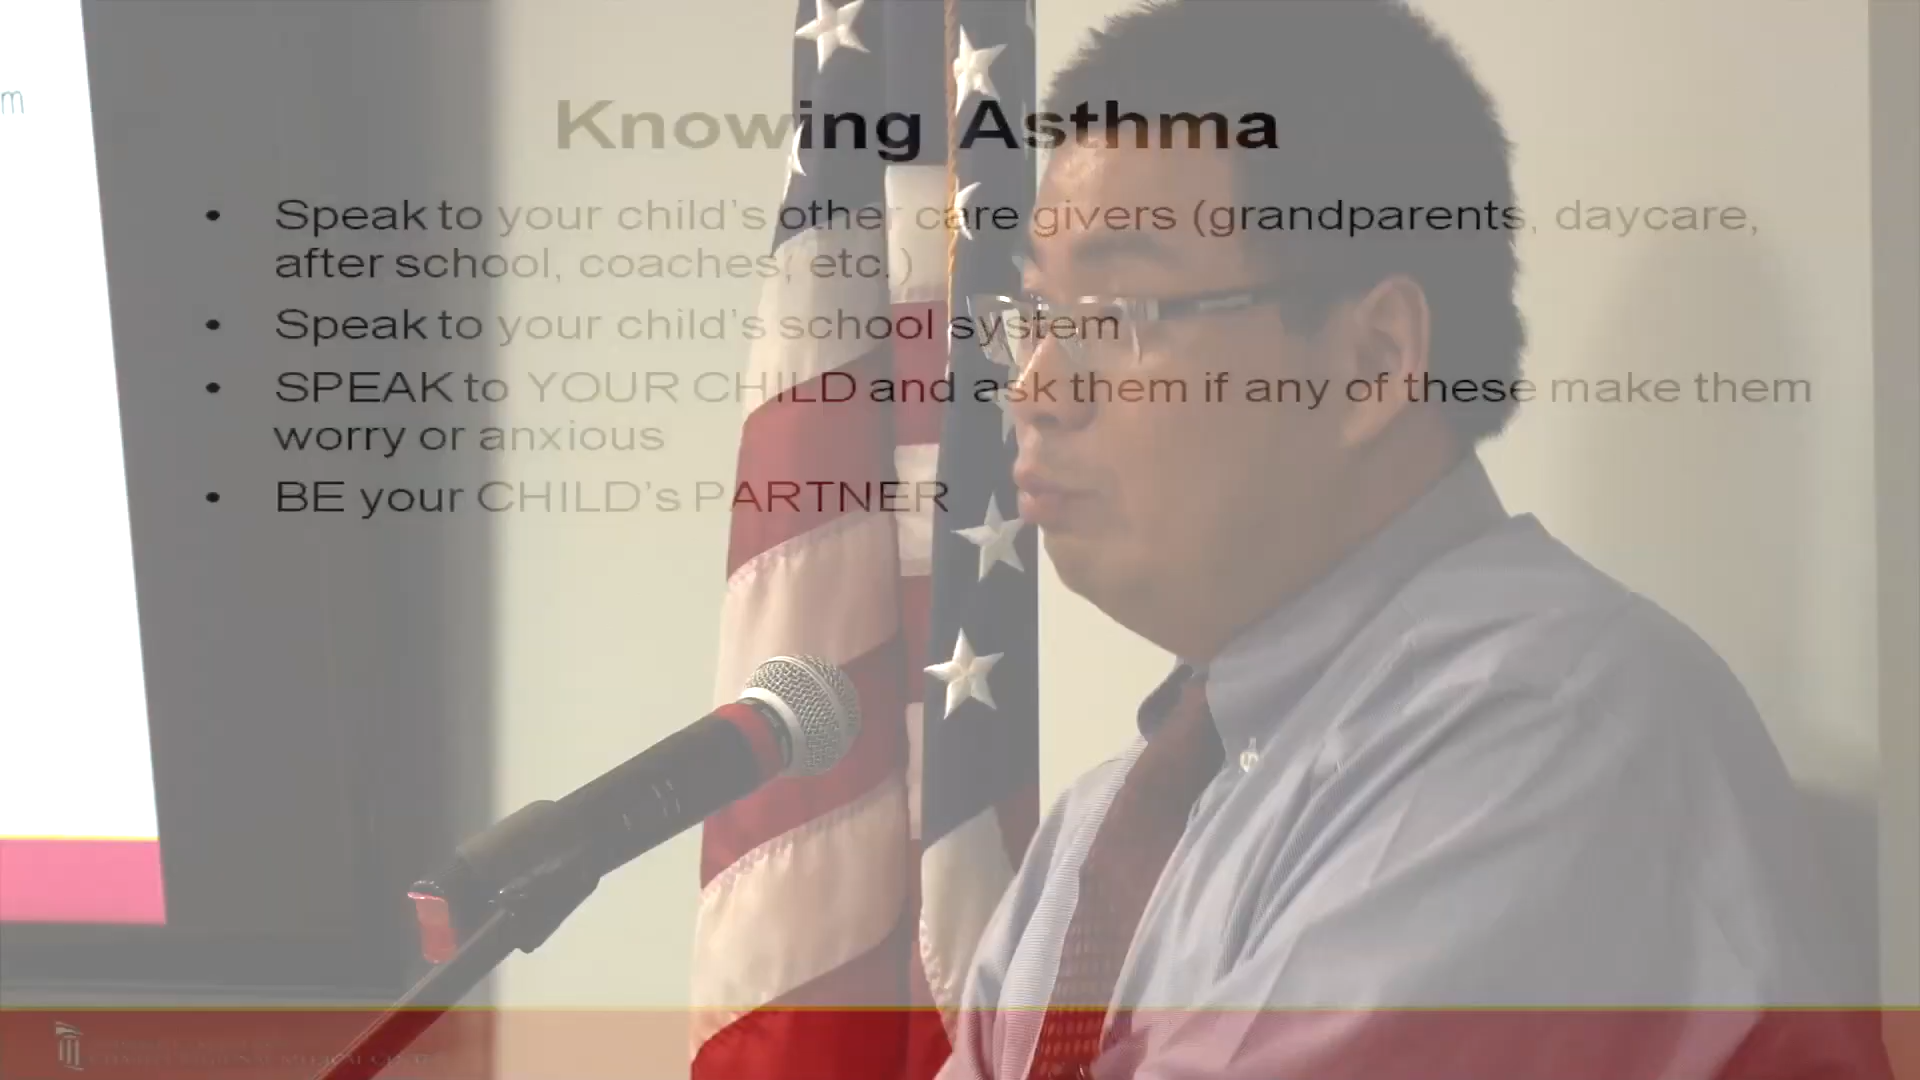 m
Knowing Asthma
• Speak to your child's other care givers (grandparents, daycare,
after school, coaches, etc.)
• Speak to your child's school system
• SPEAK to YOUR CHILD and ask them if any of these make them
worry or anxious
• BE your CHILD's PARTNER